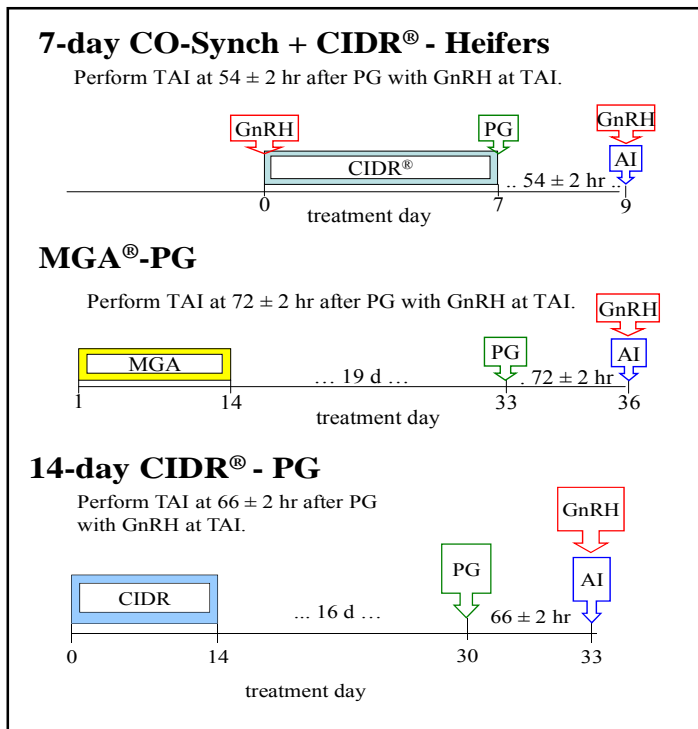 7-day CO-Synch + CIDR® - Heifers
Perform TAI at 54 ± 2 hr after PG with GnRH at TAI.
GnRH
PG
GnRH
CIDR®
AI
.. 54 ± 2 hr ..
0
7
9
treatment day
MGA®-PG
Perform TAI at 72 ± 2 hr after PG with GnRH at TAI.
GnRH
MGA
PG
AI
... 19 d ...
. 72 ± 2 hr .
1
14
33
36
treatment day
14-day CIDR® - PG
Perform TAI at 66 ± 2 hr after PG
with GnRH at TAI.
GnRH
PG
AI
CIDR
... 16 d …
66 ± 2 hr
0
14
30
33
treatment day